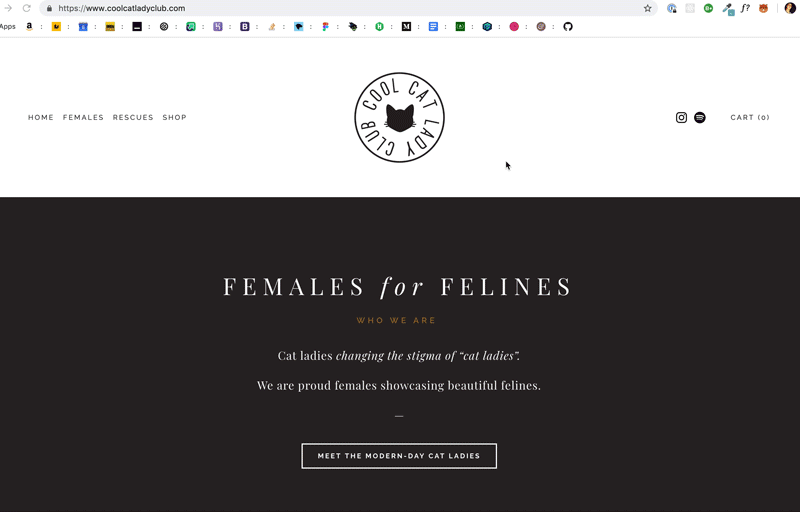 https://www.coolcatladyclub.com
Apps
HOME FEMALES RESCUES SHOP
COOL CAT LADY CLUB
CART (0)
FEMALES for FELINES
WHO WE ARE
Cat ladies changing the stigma of “cat ladies”.
We are proud females showcasing beautiful felines.
—
MEET THE MODERN-DAY CAT LADIES